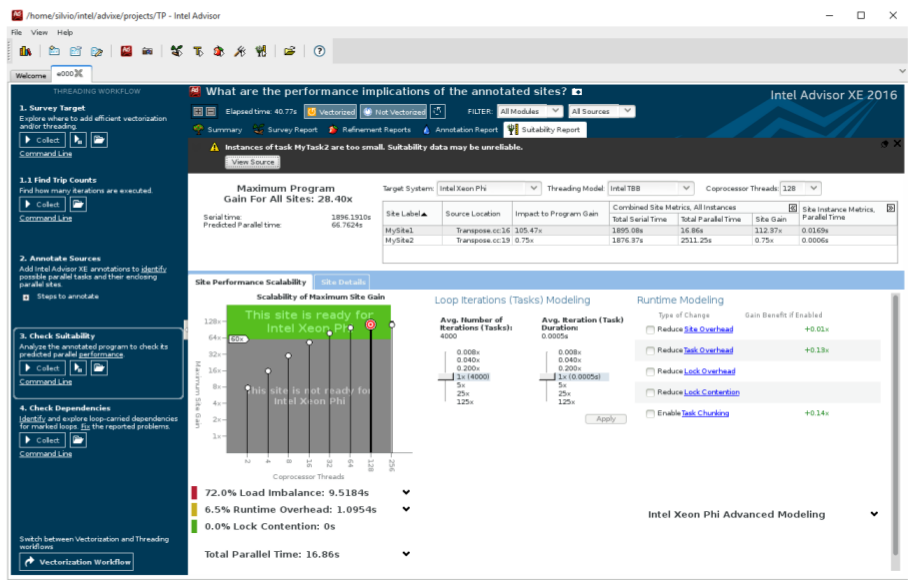 /home/silvio/intel/advixe/projects/TP - Intel Advisor
File View Help
Welcome e000
THREADING WORKFLOW
1. Survey Target
Explore where to add efficient vectorization
and/or threading.
Collect
Command Line
1.1 Find Trip Counts
Find how many iterations are executed.
Collect
Command Line
2. Annotate Sources
Add Intel Advisor XE annotations to identify
possible parallel tasks and their enclosing
parallel sites.
Steps to annotate
3. Check Suitability
Analyze the annotated program to check its
predicted parallel performance.
Collect
Command Line
4. Check Dependencies
Identify and explore loop-carried dependencies
for marked loops. Fix the reported problems.
Collect
Command Line
Switch between Vectorization and Threading
workflows
Vectorization Workflow
What are the performance implications of the annotated sites?
Intel Advisor XE 2016
Elapsed time: 40.77s Vectorized Not Vectorized FILTER: All Modules All Sources
Summary Survey Report Refinement Reports Annotation Report Suitability Report
Instances of task MyTask2 are too small. Suitability data may be unreliable.
View Source
Maximum Program
Gain For All Sites: 28.40x
Serial time: 1896.1910s
Predicted Parallel time: 66.7624s
Target System: Intel Xeon Phi Threading Model: Intel TBB Coprocessor Threads: 128
Site Label Source Location Impact to Program Gain Combined Site Metrics, All Instances Site Instance Metrics,
Total Serial Time Total Parallel Time Site Gain Parallel Time
MySite1 Transpose.cc:16 105.47x 1895.08s 16.86s 112.37x 0.0169s
MySite2 Transpose.cc:19 0.75x 1876.37s 2511.25s 0.75x 0.0006s
Site Performance Scalability Site Details
Scalability of Maximum Site Gain
This site is ready for
Intel Xeon Phi
This site is not ready for
Intel Xeon Phi
Maximum Site Gain
128x
64x
60x
32x
16x
8x
4x
2x
1x
2 4 8 16 32 64 128 256
Coprocessor Threads
72.0% Load Imbalance: 9.5184s
6.5% Runtime Overhead: 1.0954s
0.0% Lock Contention: 0s
Total Parallel Time: 16.86s
Loop Iterations (Tasks) Modeling
Avg. Number of
Iterations (Tasks):
4000
0.008x
0.040x
0.200x
1x (4000)
5x
25x
125x
Avg. Iteration (Task)
Duration:
0.0005s
0.008x
0.040x
0.200x
1x (0.0005s)
5x
25x
125x
Apply
Runtime Modeling
Type of Change Gain Benefit if Enabled
Reduce Site Overhead +0.01x
Reduce Task Overhead +0.13x
Reduce Lock Overhead
Reduce Lock Contention
Enable Task Chunking +0.14x
Intel Xeon Phi Advanced Modeling